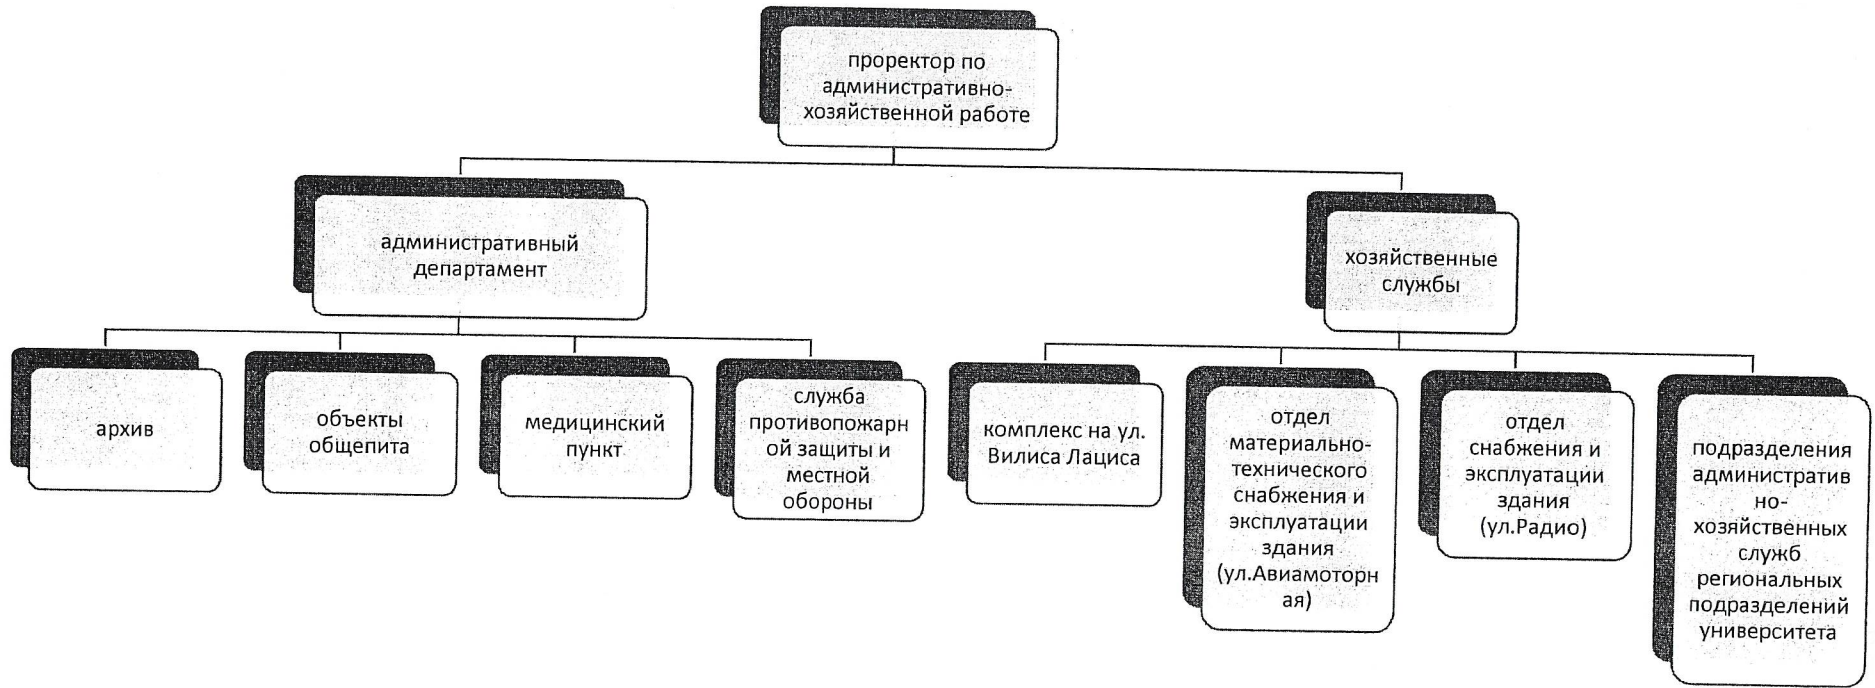 проректор по
административно-
хозяйственной работе
административный
департамент
хозяйственные
службы
архив
объекты
общепита
медицинский
пункт
служба
противопожарн
ой защиты и
местной
обороны
комплекс на ул.
Вилиса Лациса
отдел
материально-
технического
снабжения и
эксплуатации
здания
(ул.Авиамоторн
ая)
отдел
снабжения и
эксплуатации
здания
(ул.Радио)
подразделения
административ
но-
хозяйственных
служб
региональных
подразделений
университета